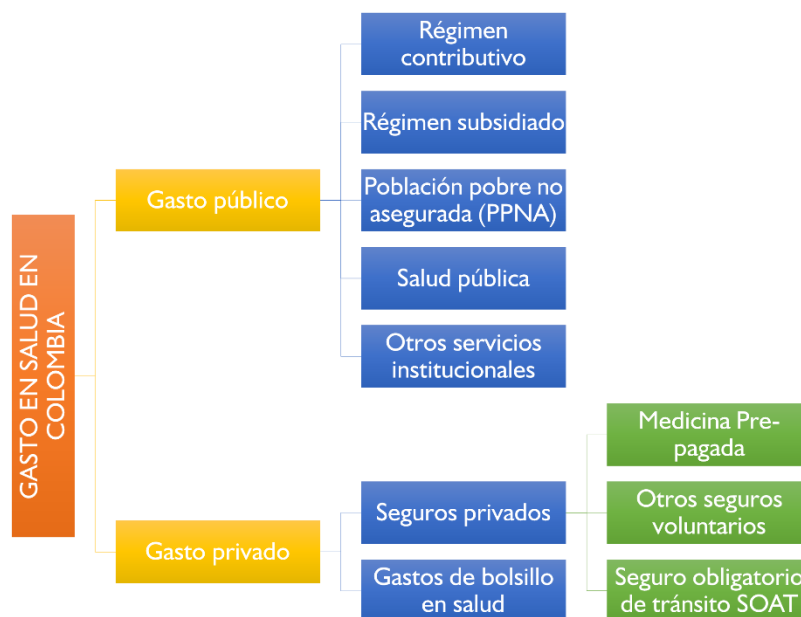 GASTO EN SALUD EN
COLOMBIA
Gasto público
Régimen
contributivo
Régimen subsidiado
Población pobre no
asegurada (PPNA)
Salud pública
Otros servicios
institucionales
Gasto privado
Seguros privados
Medicina Pre-
pagada
Otros seguros
voluntarios
Seguro obligatorio
de tránsito SOAT
Gastos de bolsillo
en salud